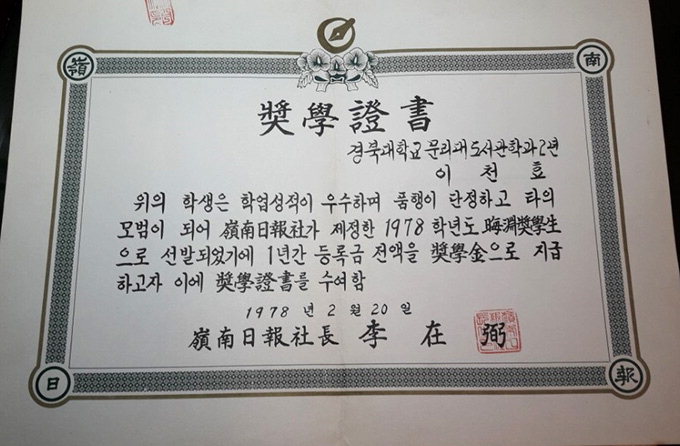 嶺 南
獎學證書
경북대학교 문리대 도서관학과 2년
이 천 효
위의 학생은 학업성적이 우수하며 품행이 단정하고 타의
모범이 되어 嶺南日報社가 제정한 1978 학년도 晦淵獎學生
으로 선발되었기에 1년간 등록금 전액을 獎學金으로 지급
하고자 이에 獎學證書를 수여함
1978 년 2 월 20 일
嶺南日報社長 李 在 弼
日 報